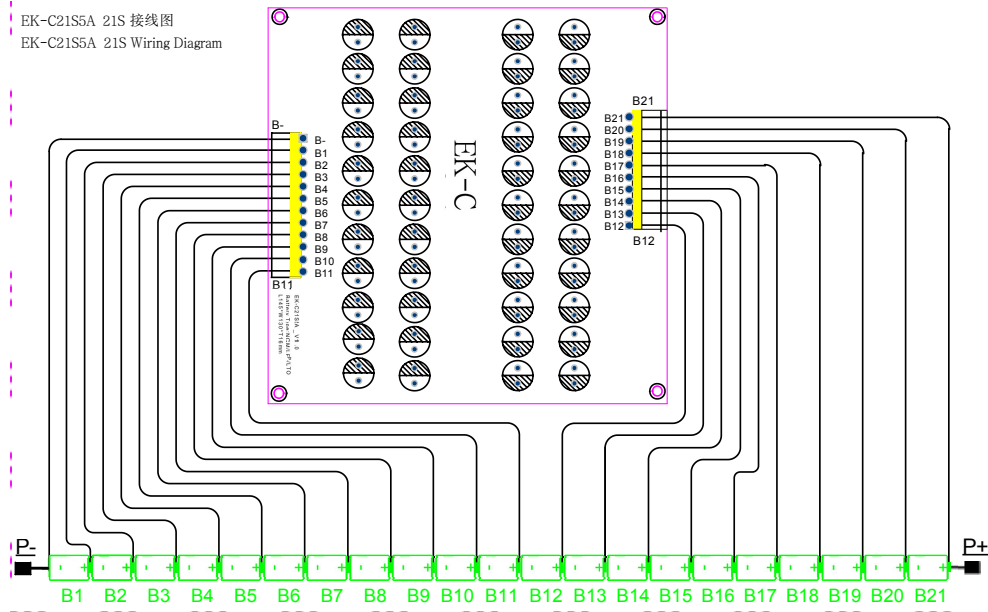 EK-C21S5A 21S 接线图
EK-C21S5A 21S Wiring Diagram
B-
B-
B1
B2
B3
B4
B5
B6
B7
B8
B9
B10
B11
B11
EK-C
B21
B21
B20
B19
B18
B17
B16
B15
B14
B13
B12
B12
L145*W130*T18mm
P-
P+
- + - + - + - + - + - + - + - + - + - + - + - + - + - + - + - + - + - + - + - + - +
B1 B2 B3 B4 B5 B6 B7 B8 B9 B10 B11 B12 B13 B14 B15 B16 B17 B18 B19 B20 B21